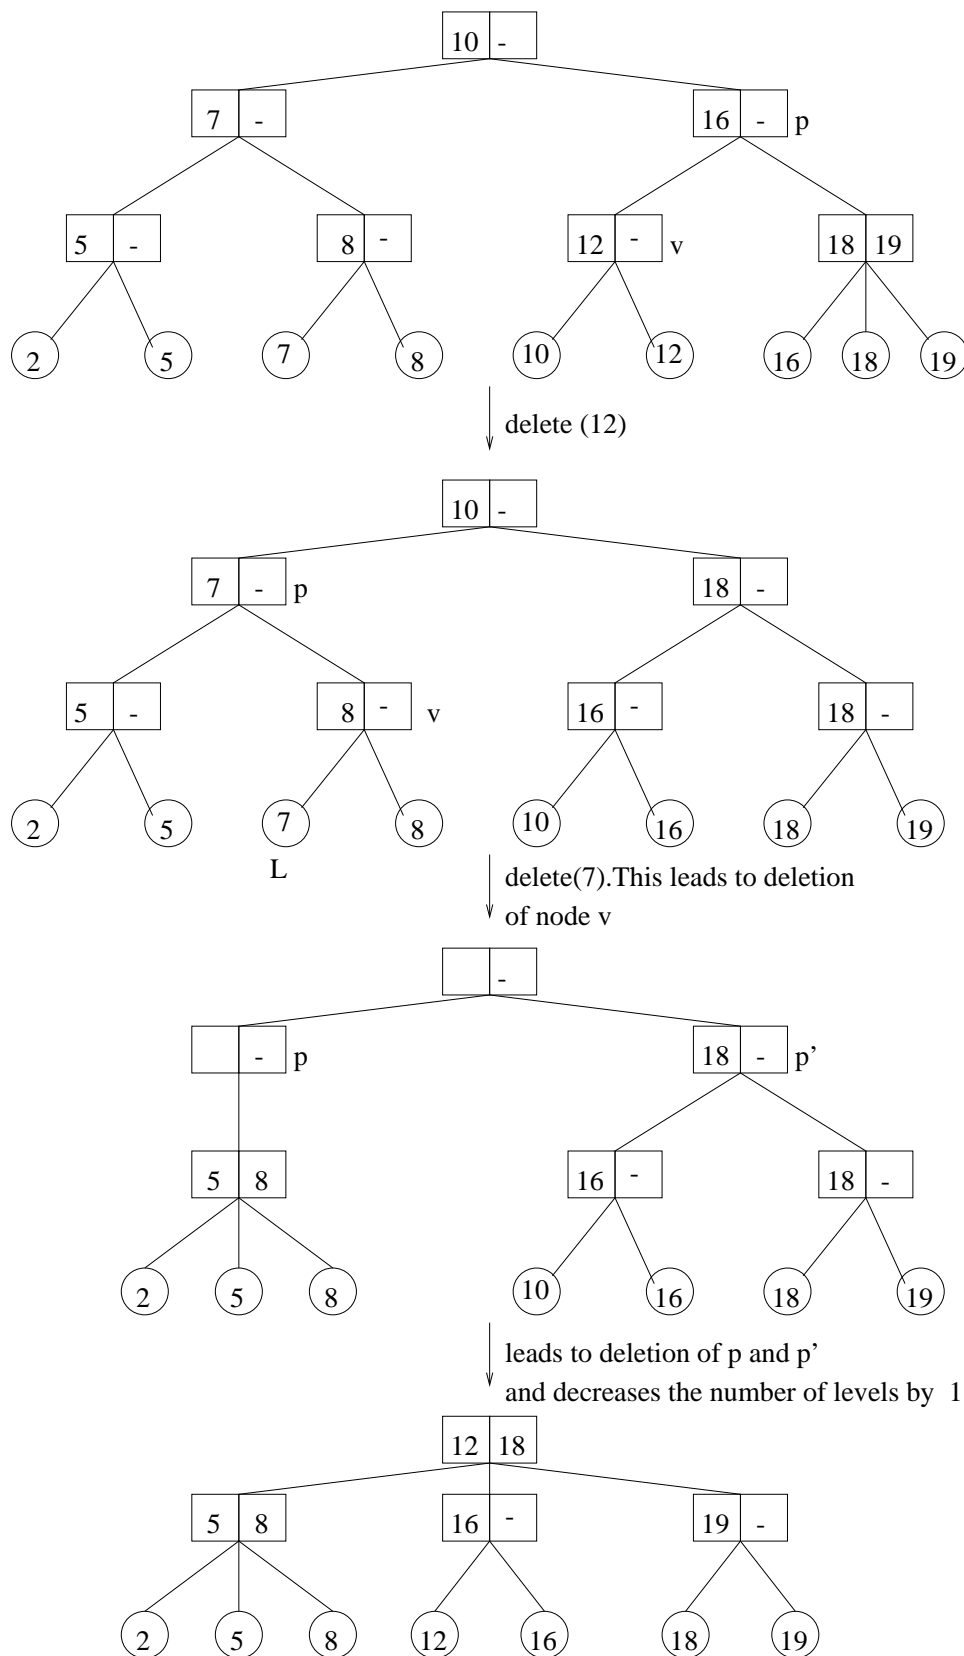 10 -
7 - 16 - p
5 - 8 - 12 - v 18 19
2 5 7 8 10 12 16 18 19
delete (12)
10 -
7 - p 18 -
5 - 8 - v 16 - 18 -
2 5 7 8 10 16 18 19
L
delete(7).This leads to deletion
of node v
-
- p 18 - p’
5 8 16 - 18 -
2 5 8 10 16 18 19
leads to deletion of p and p’
and decreases the number of levels by 1
12 18
5 8 16 - 19 -
2 5 8 12 16 18 19